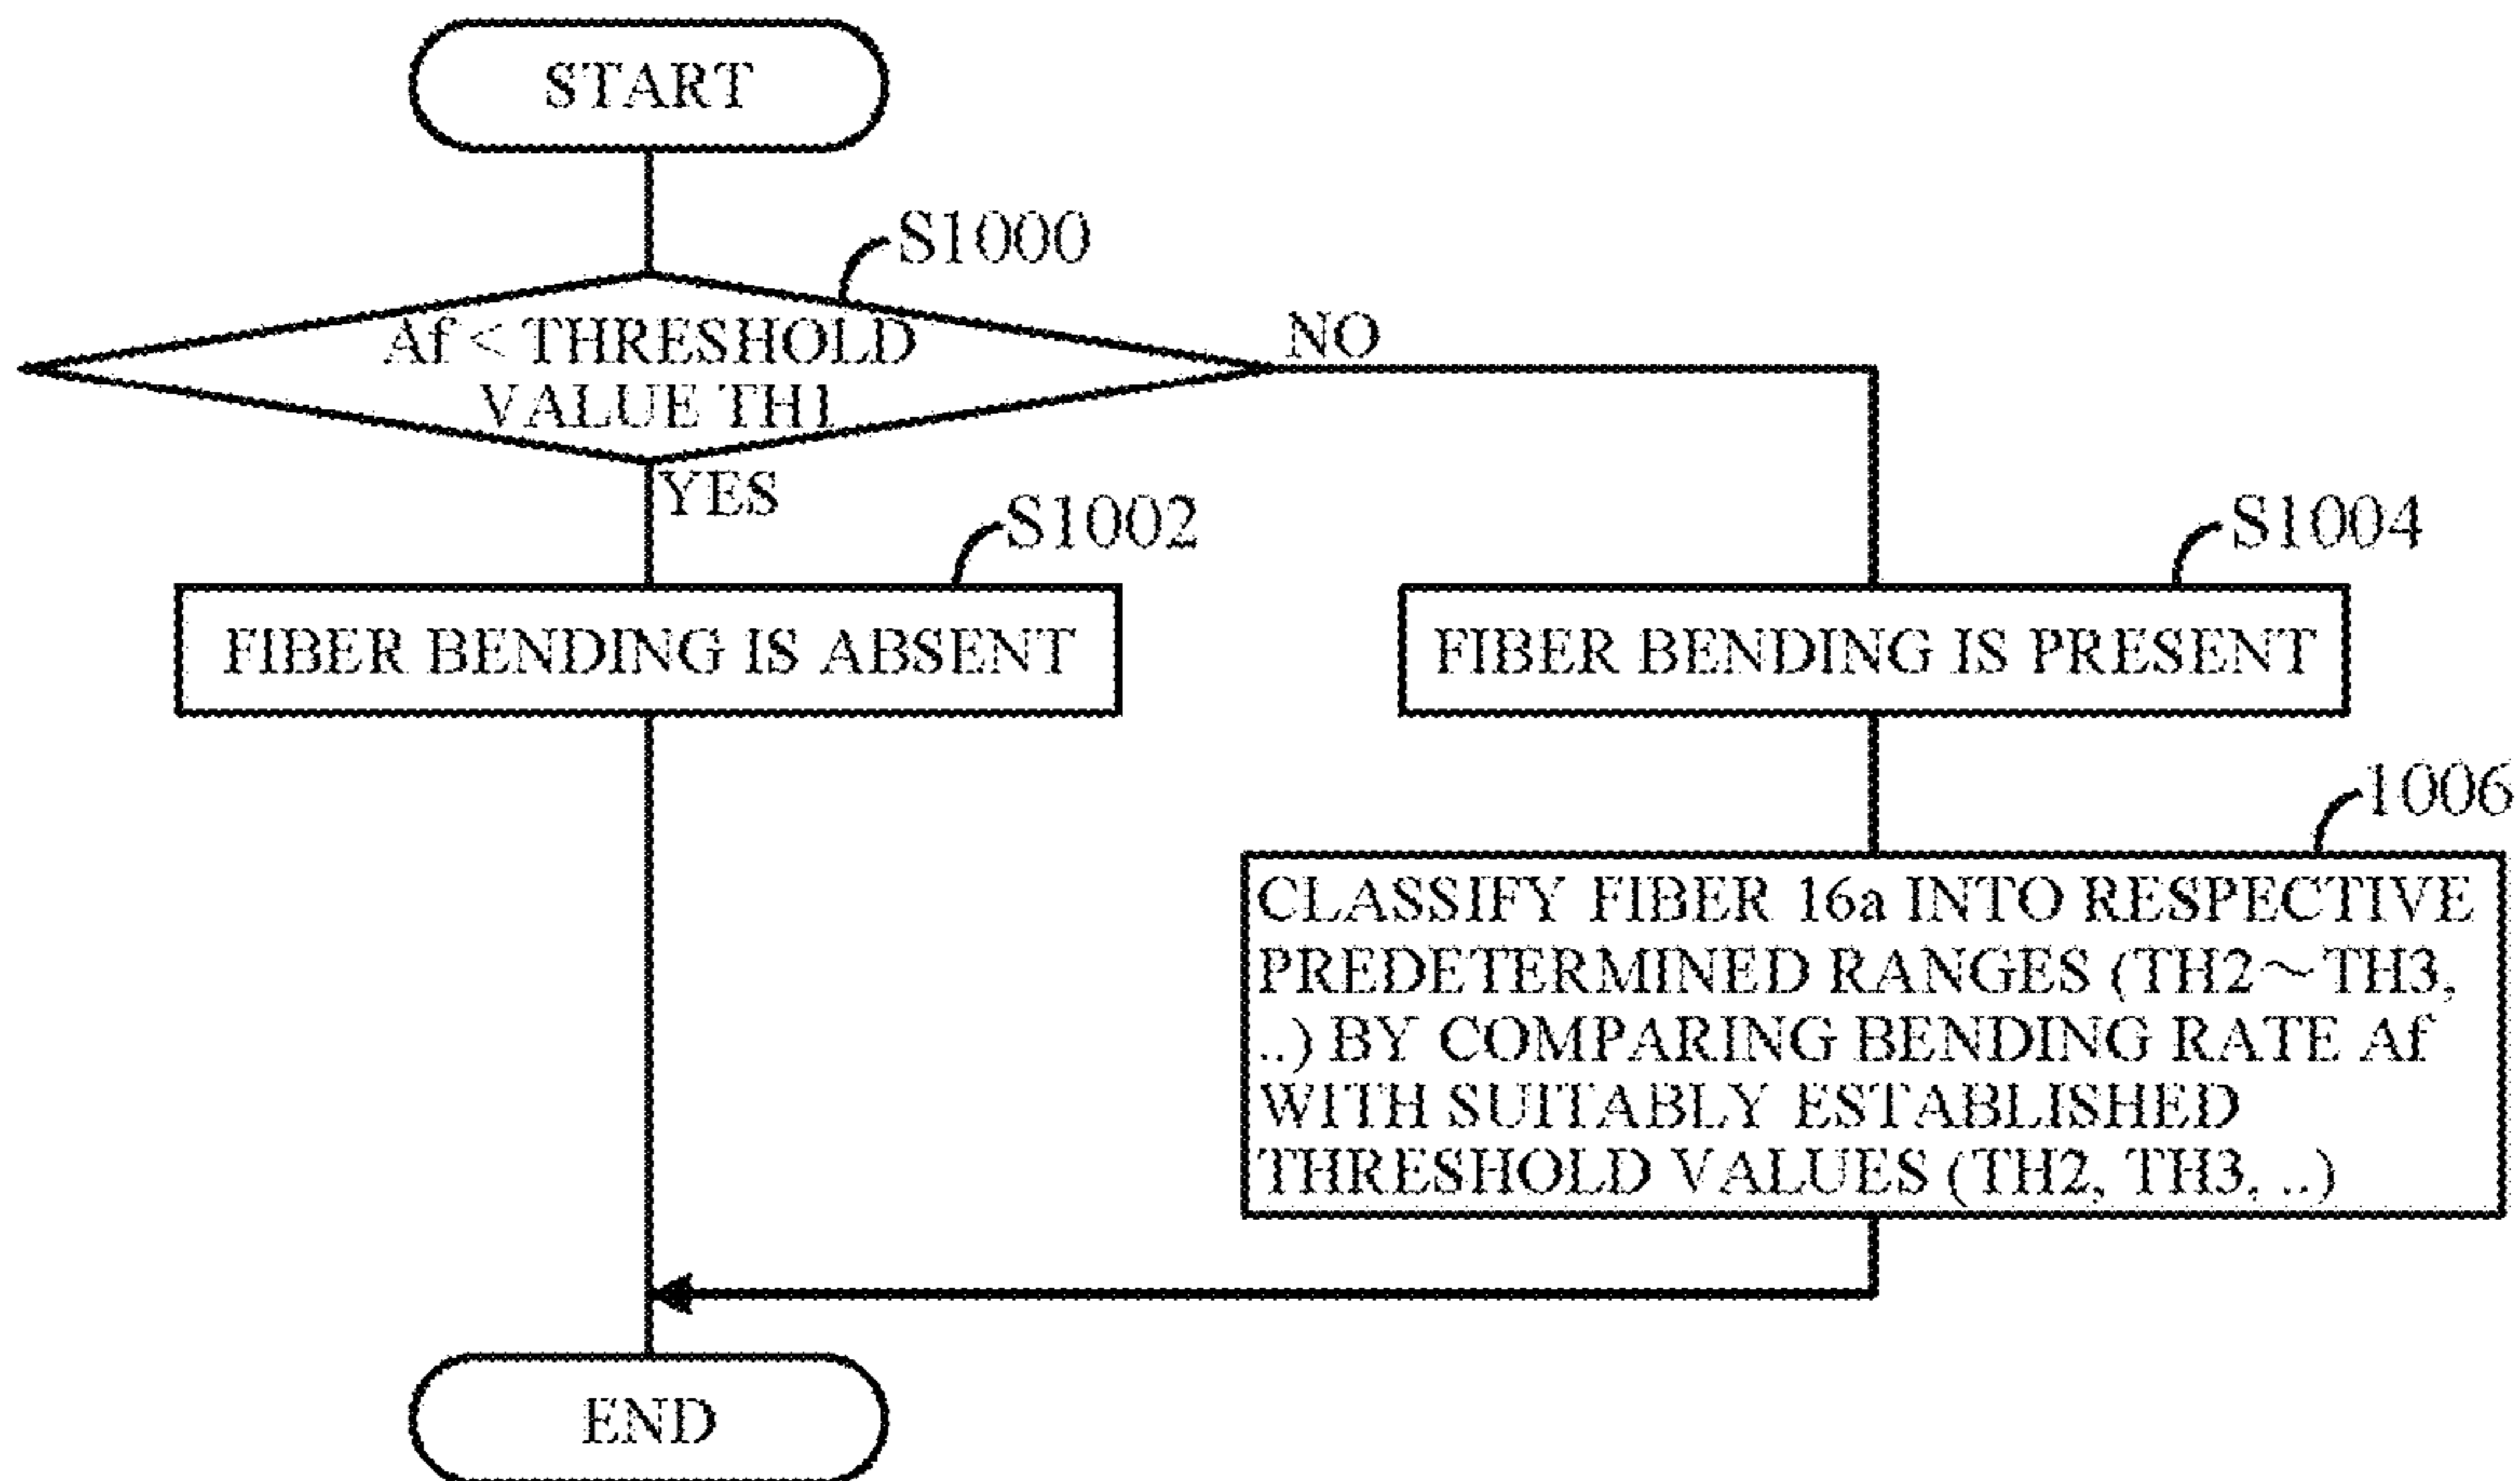 START
S1000
Af < THRESHOLD
VALUE TH1
NO
YES
S1002
S1004
FIBER BENDING IS ABSENT
FIBER BENDING IS PRESENT
1006
CLASSIFY FIBER 16a INTO RESPECTIVE
PREDETERMINED RANGES (TH2～TH3,
..) BY COMPARING BENDING RATE Af
WITH SUITABLY ESTABLISHED
THRESHOLD VALUES (TH2, TH3, ..)
END